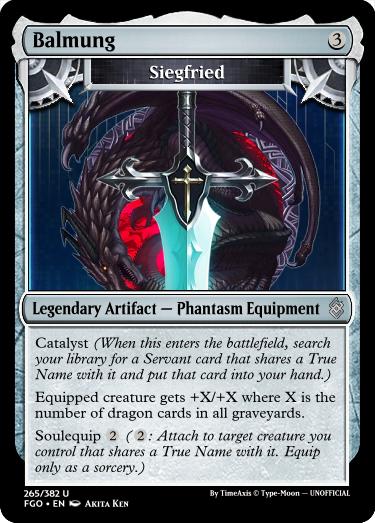 Balmung 3
Siegfried
Legendary Artifact — Phantasm Equipment
Catalyst (When this enters the battlefield, search
your library for a Servant card that shares a True
Name with it and put that card into your hand.)
Equipped creature gets +X/+X where X is the
number of dragon cards in all graveyards.
Soulequip 2 ( 2 : Attach to target creature you
control that shares a True Name with it. Equip
only as a sorcery.)
265/382 U
FGO • EN Akita Ken
By TimeAxis © Type-Moon — UNOFFICIAL